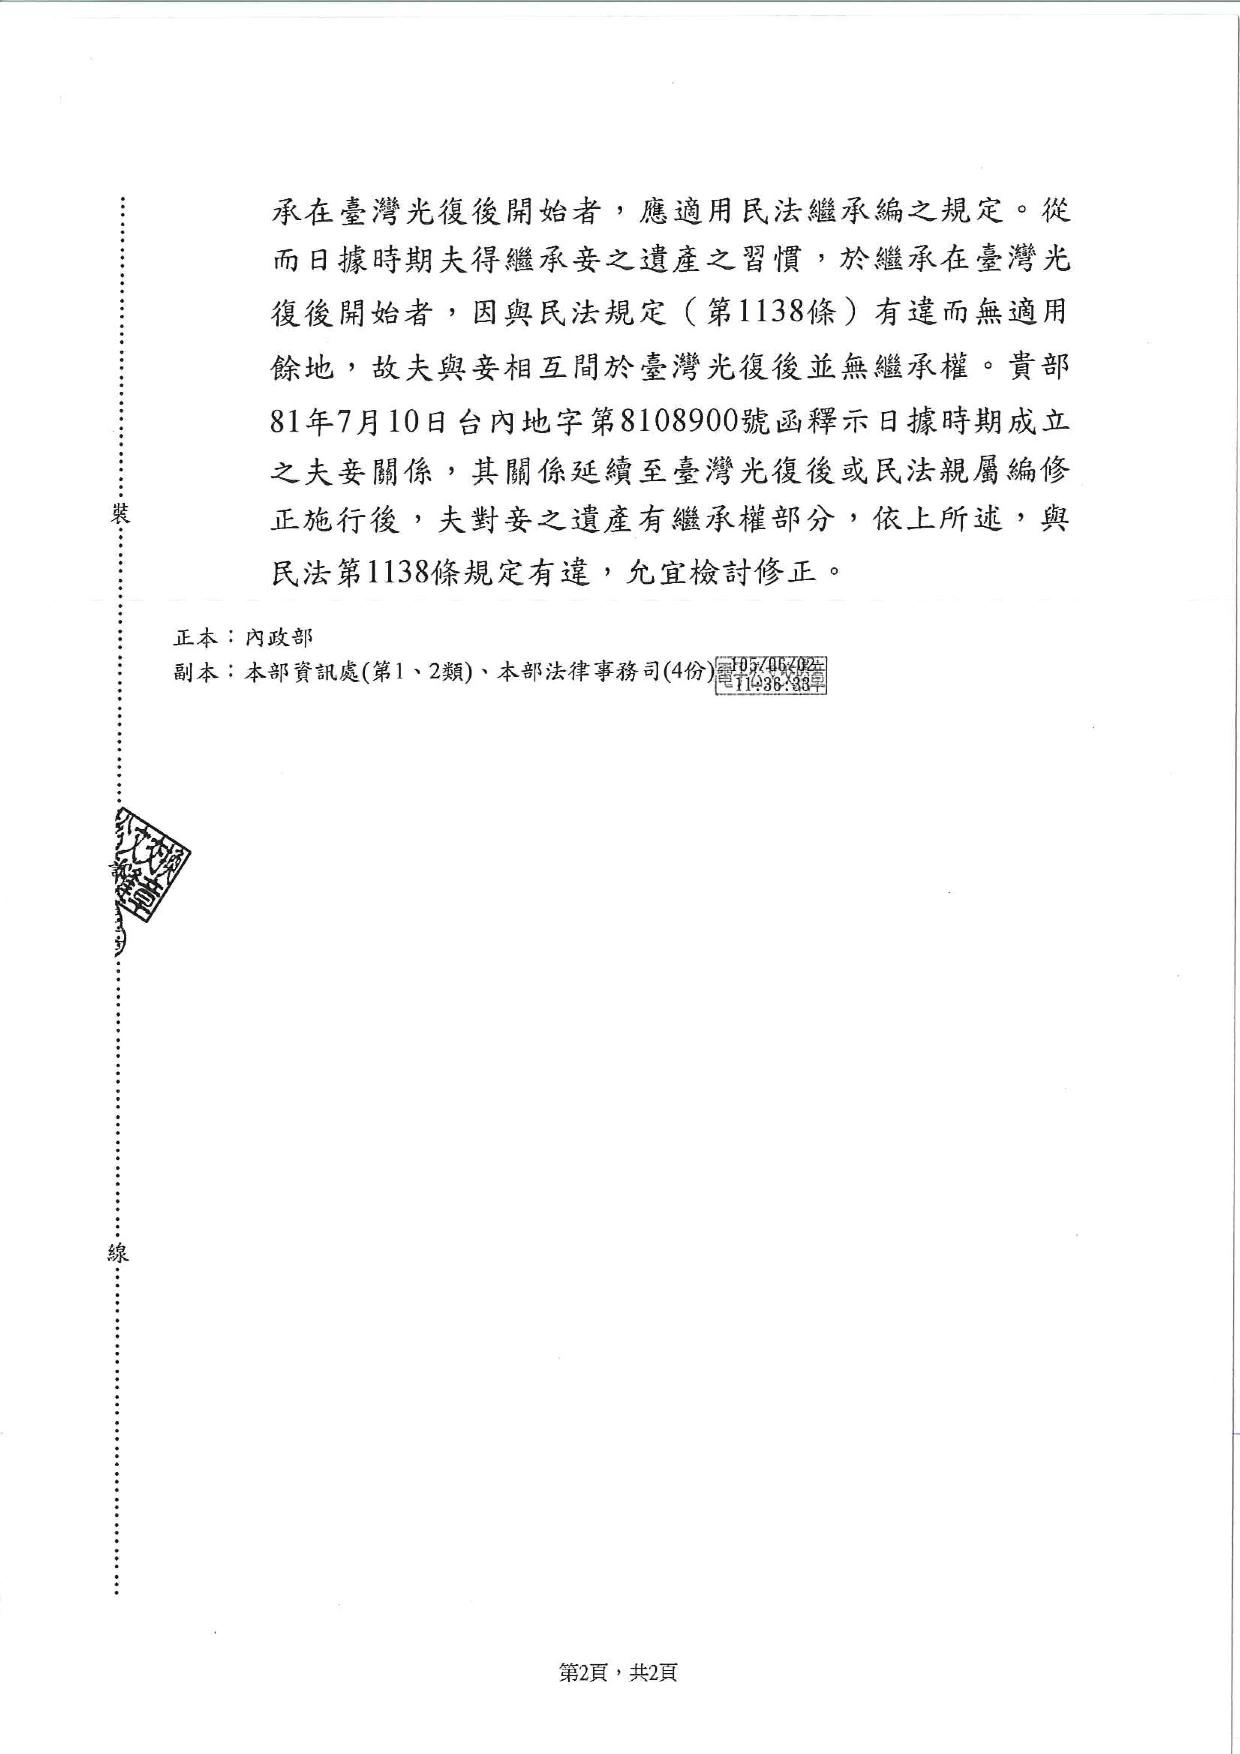 承在臺灣光復後開始者，應適用民法繼承編之規定。從
而日據時期夫得繼承妾之遺產之習慣，於繼承在臺灣光
復後開始者，因與民法規定（第1138條）有違而無適用
餘地，故夫與妾相互間於臺灣光復後並無繼承權。貴部
81年7月10日台內地字第8108900號函釋示日據時期成立
之夫妾關係，其關係延續至臺灣光復後或民法親屬編修
正施行後，夫對妾之遺產有繼承權部分，依上所述，與
民法第1138條規定有違，允宜檢討修正。
正本：內政部
副本：本部資訊處(第1、2類)、本部法律事務司(4份)
105/06/02
11:36:33
裝
文交換
章
線
第2頁，共2頁